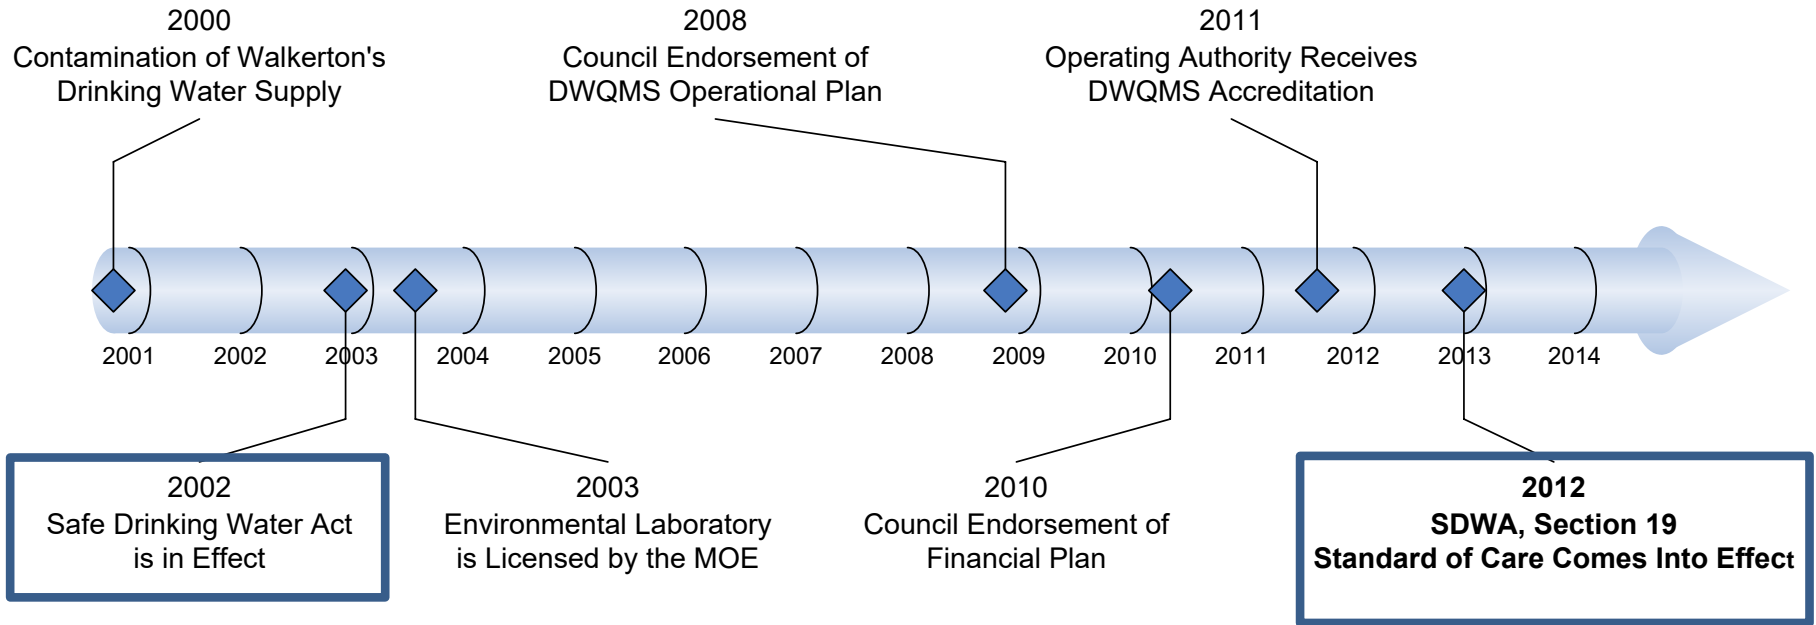 2000
Contamination of Walkerton's
Drinking Water Supply
2008
Council Endorsement of
DWQMS Operational Plan
2011
Operating Authority Receives
DWQMS Accreditation
2001
2002
2003
2004
2005
2006
2007
2008
2009
2010
2011
2012
2013
2014
2002
Safe Drinking Water Act
is in Effect
2003
Environmental Laboratory
is Licensed by the MOE
2010
Council Endorsement of
Financial Plan
2012
SDWA, Section 19
Standard of Care Comes Into Effect